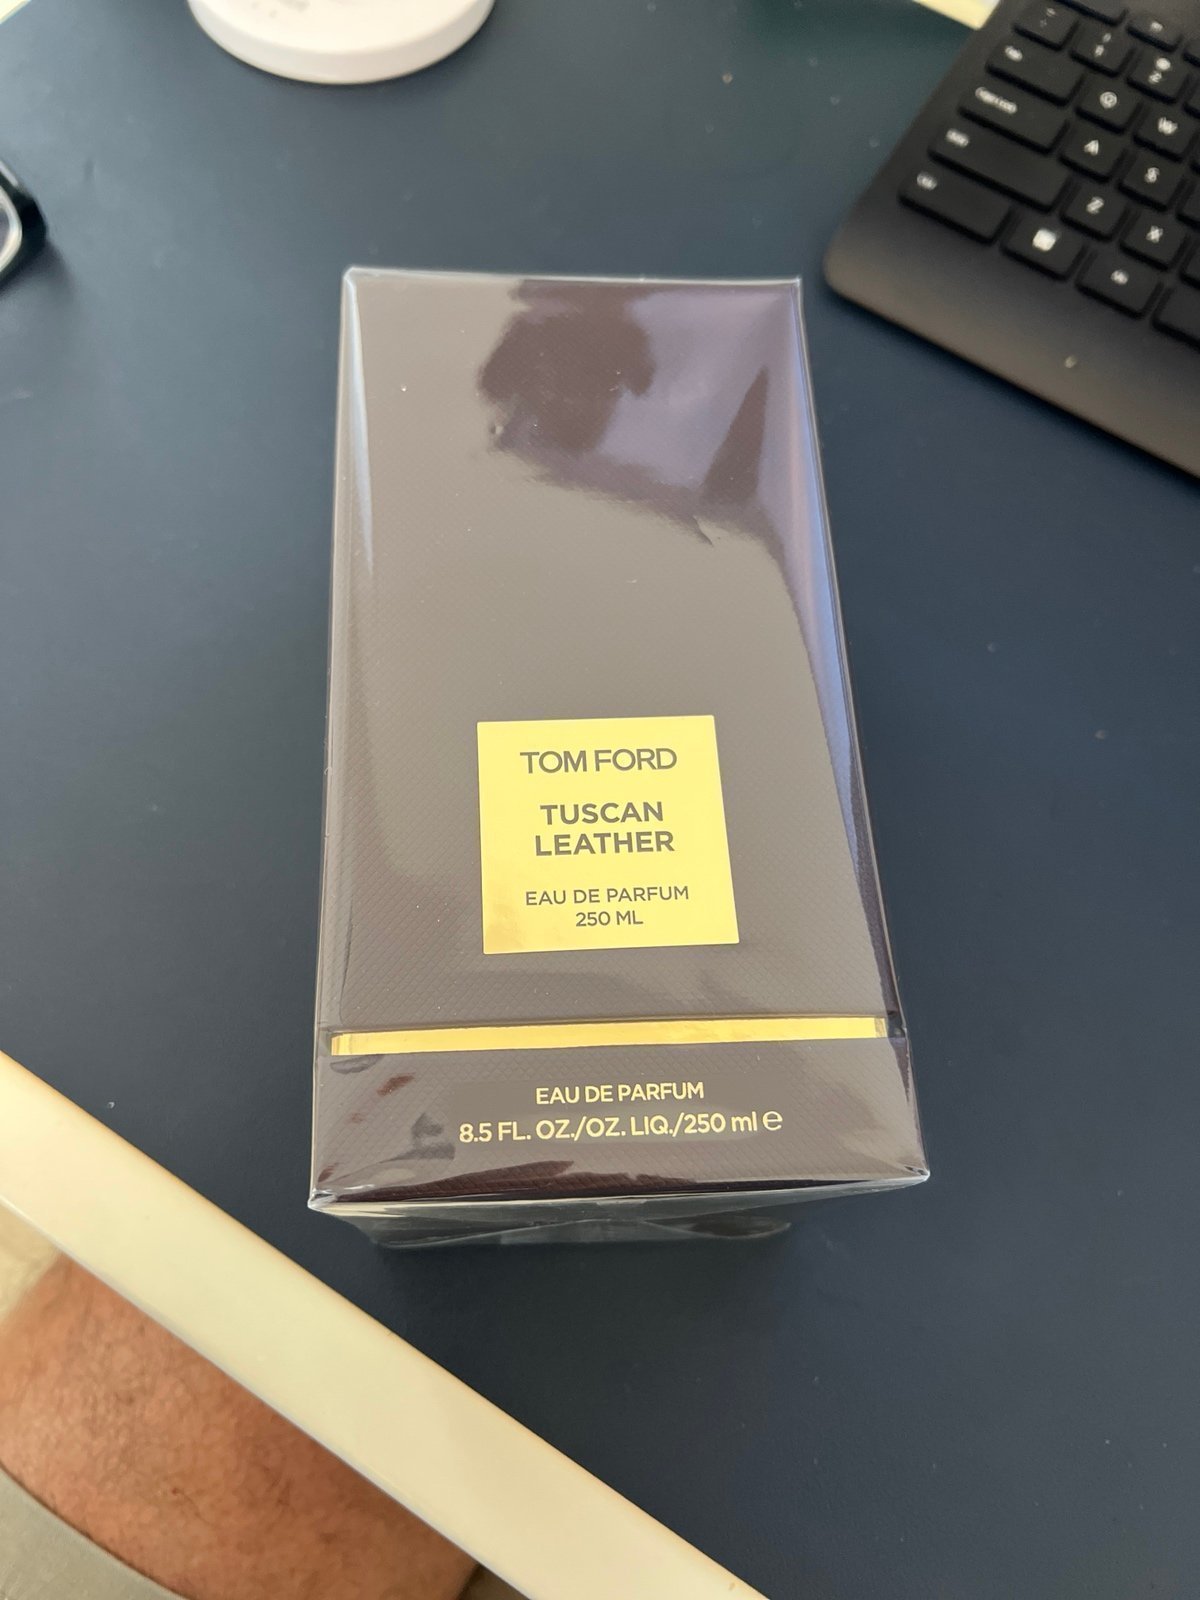 TOM FORD
TUSCAN
LEATHER
EAU DE PARFUM
250 ML
EAU DE PARFUM
8.5 FL. OZ./OZ. LIQ./250 ml ℮
Q
W
A
S
Z
X